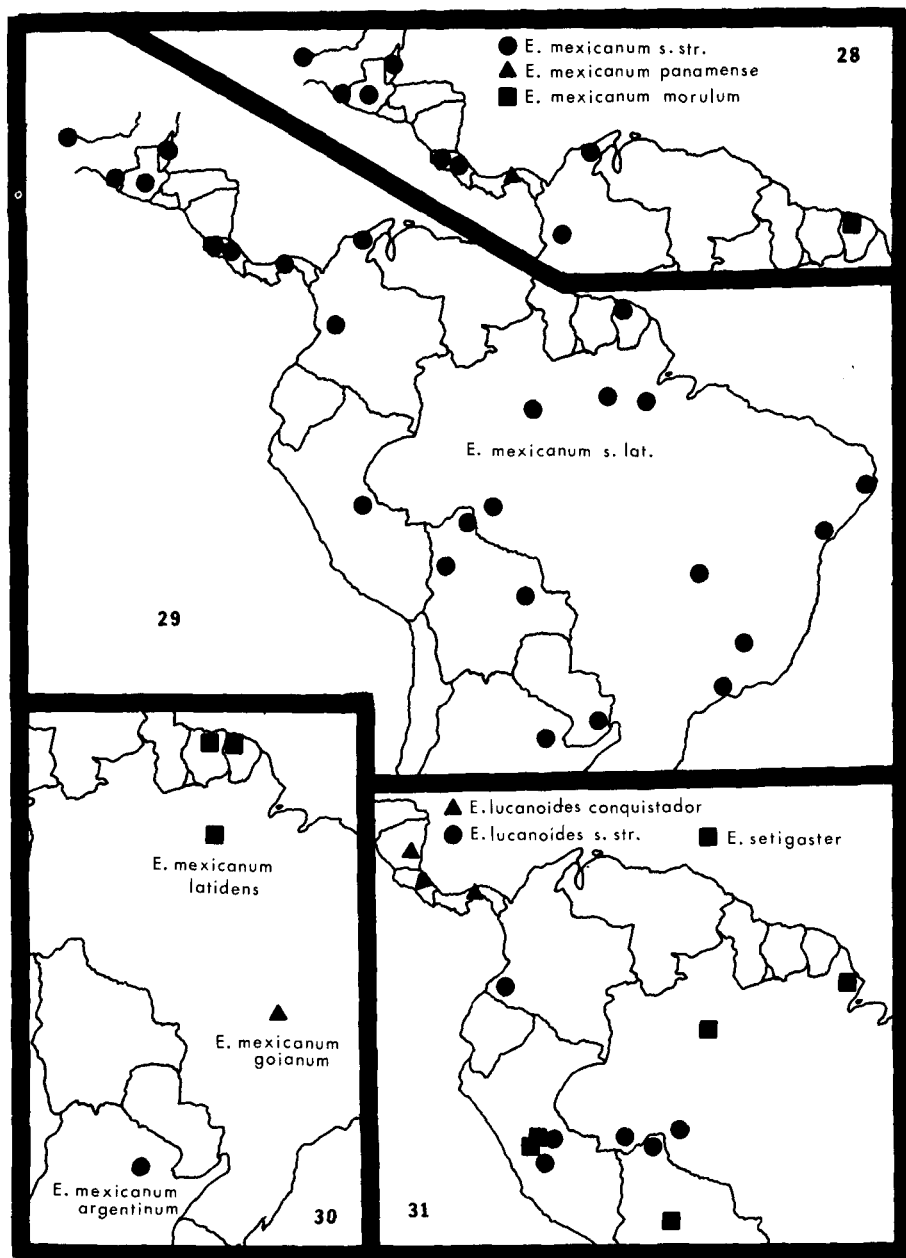 E. mexicanum s. str.
E. mexicanum panamense
E. mexicanum morulum
28
E. mexicanum s. lat.
29
E. mexicanum
latidens
E. mexicanum
goianum
E. mexicanum
argentinum
30
E. lucanoides conquistador
E. lucanoides s. str.
E. setigaster
31